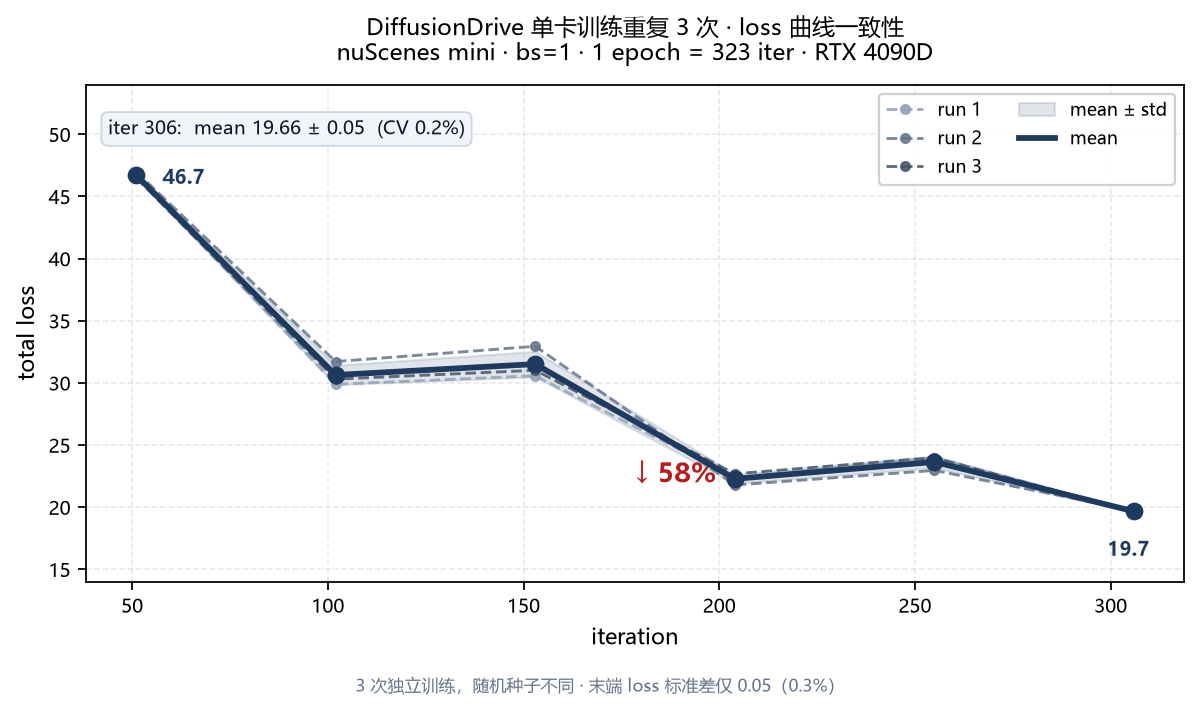 DiffusionDrive 单卡训练重复 3 次 · loss 曲线一致性
nuScenes mini · bs=1 · 1 epoch = 323 iter · RTX 4090D
iter 306:  mean 19.66 ± 0.05  (CV 0.2%)
run 1
run 2
run 3
mean ± std
mean
46.7
↓ 58%
19.7
50
45
40
35
30
25
20
15
total loss
50
100
150
200
250
300
iteration
3 次独立训练，随机种子不同 · 末端 loss 标准差仅 0.05（0.3%）